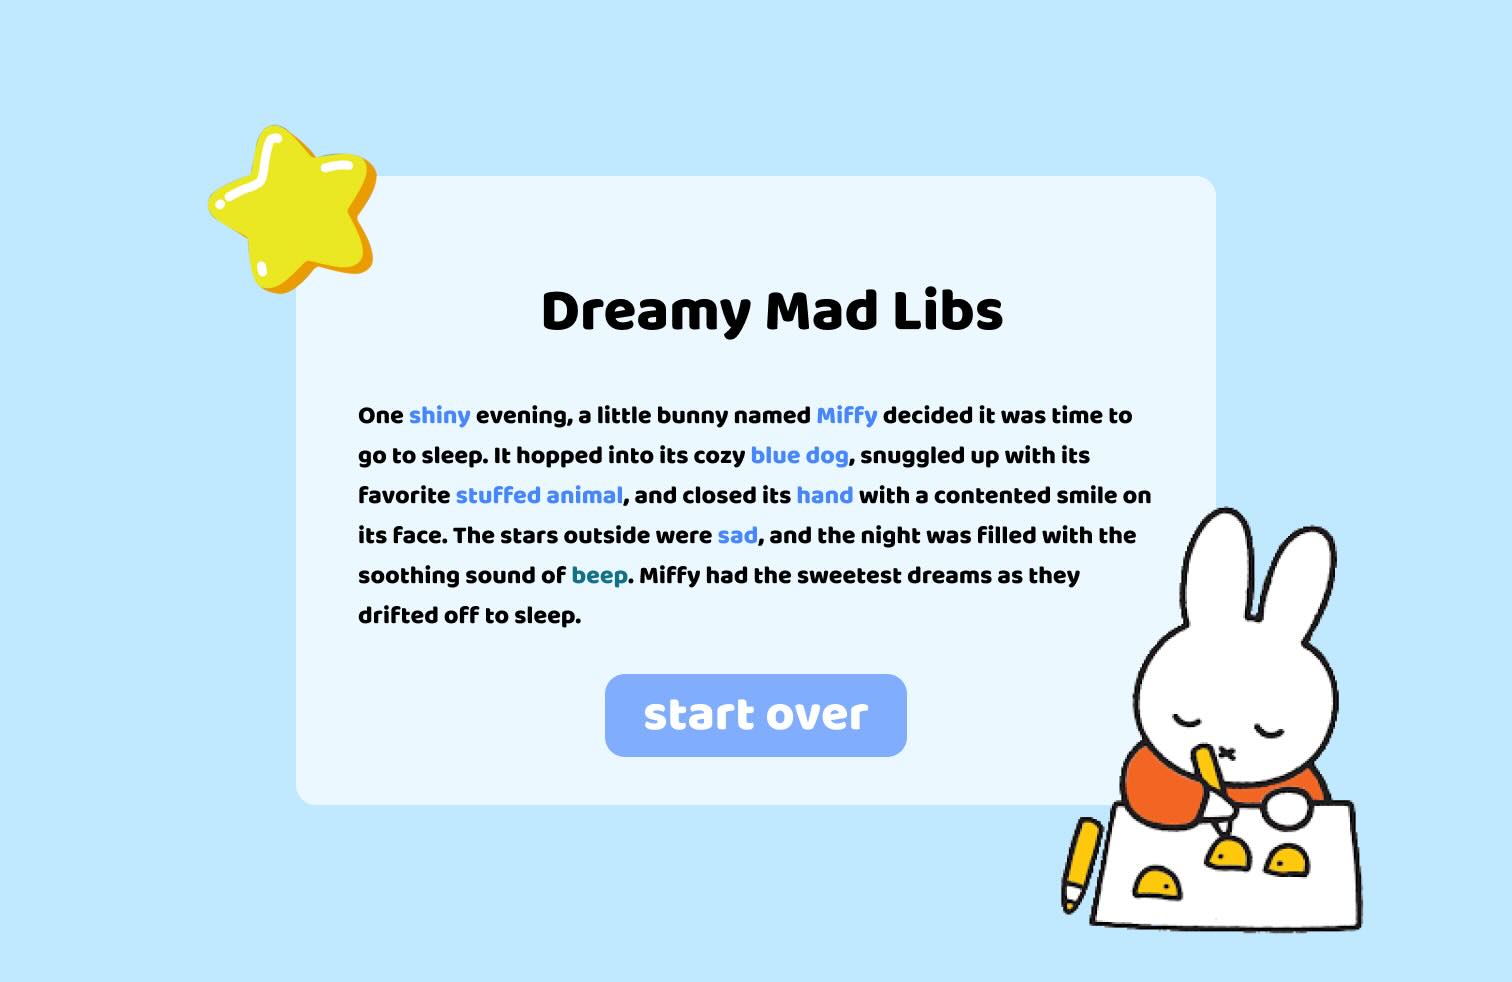 Dreamy Mad Libs
One shiny evening, a little bunny named Miffy decided it was time to
go to sleep. It hopped into its cozy blue dog, snuggled up with its
favorite stuffed animal, and closed its hand with a contented smile on
its face. The stars outside were sad, and the night was filled with the
soothing sound of beep. Miffy had the sweetest dreams as they
drifted off to sleep.
start over